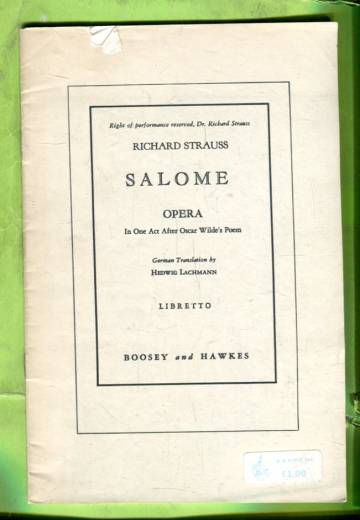 Right of performance reserved, Dr. Richard Strauss
RICHARD STRAUSS
SALOME
OPERA
In One Act After Oscar Wilde's Poem
German Translation by
HEDWIG LACHMANN
LIBRETTO
BOOSEY and HAWKES
£1.00